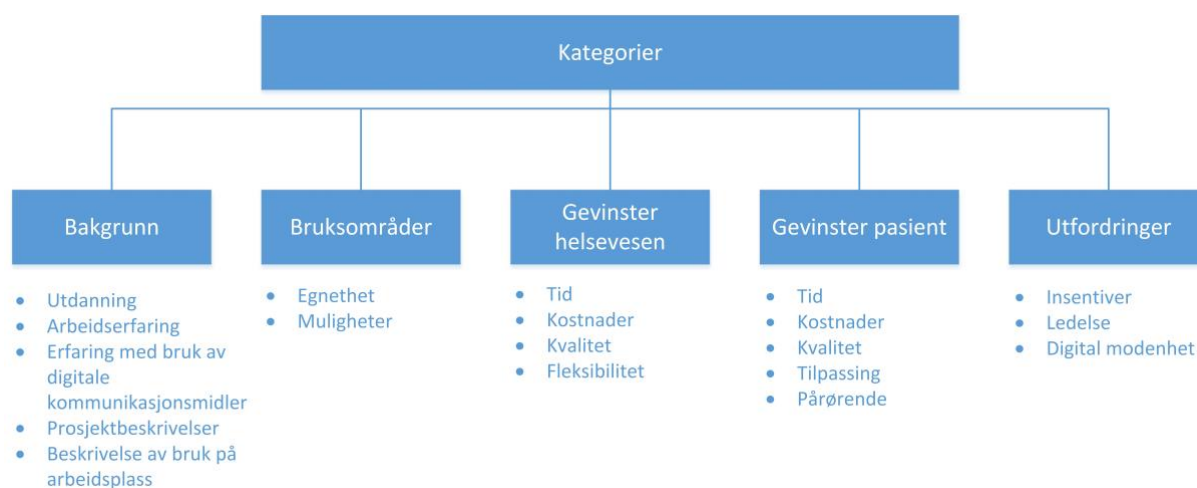 Kategorier
Bakgrunn
• Utdanning
• Arbeidserfaring
• Erfaring med bruk av
digitale
kommunikasjonsmidler
• Prosjektbeskrivelser
• Beskrivelse av bruk på
arbeidsplass
Bruksområder
• Egnethet
• Muligheter
Gevinster
helsevesen
• Tid
• Kostnader
• Kvalitet
• Fleksibilitet
Gevinster pasient
• Tid
• Kostnader
• Kvalitet
• Tilpassing
• Pårørende
Utfordringer
• Insentiver
• Ledelse
• Digital modenhet